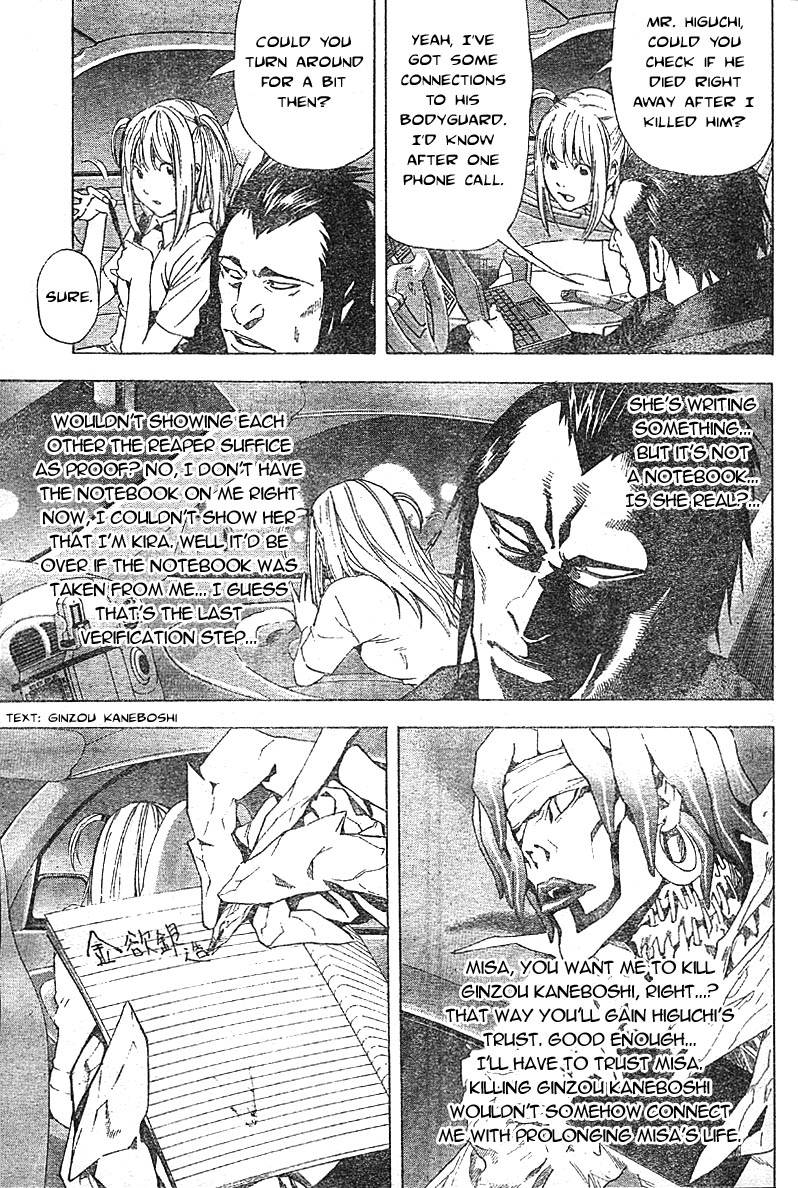 MR. HIGUCHI,
COULD YOU
CHECK IF HE
DIED RIGHT
AWAY AFTER I
KILLED HIM?
YEAH, I'VE
GOT SOME
CONNECTIONS
TO HIS
BODYGUARD.
I'D KNOW
AFTER ONE
PHONE CALL.
COULD YOU
TURN AROUND
FOR A BIT
THEN?
SURE.
SHE'S WRITING
SOMETHING...
BUT IT'S NOT
A NOTEBOOK...
IS SHE REAL?...
WOULDN'T SHOWING EACH
OTHER THE REAPER SUFFICE
AS PROOF? NO, I DON'T HAVE
THE NOTEBOOK ON ME RIGHT
NOW, I COULDN'T SHOW HER
THAT I'M KIRA, WELL IT'D BE
OVER IF THE NOTEBOOK WAS
TAKEN FROM ME... I GUESS
THAT'S THE LAST
VERIFICATION STEP...
TEXT: GINZOU KANEBOSHI
MISA, YOU WANT ME TO KILL
GINZOU KANEBOSHI, RIGHT...?
THAT WAY YOU'LL GAIN HIGUCHI'S
TRUST. GOOD ENOUGH...
I'LL HAVE TO TRUST MISA.
KILLING GINZOU KANEBOSHI
WOULDN'T SOMEHOW CONNECT
ME WITH PROLONGING MISA'S LIFE.
金欲銀造